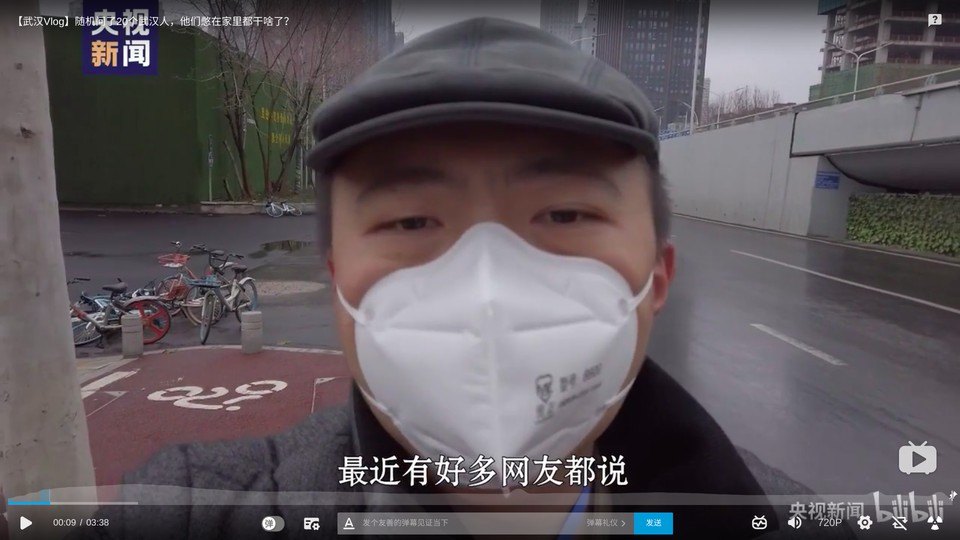 【武汉Vlog】随机问了20个武汉人，他们憋在家里都干啥了？
央视
新闻
最近有好多网友都说
央视新闻 bilibili
00:09 / 03:38
弹
A 发个友善的弹幕见证当下
弹幕礼仪 >
发送
720P